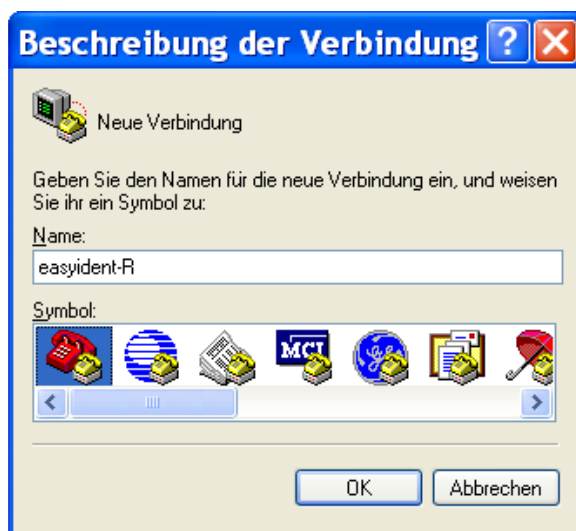 Beschreibung der Verbindung
Neue Verbindung
Geben Sie den Namen für die neue Verbindung ein, und weisen
Sie ihr ein Symbol zu:
Name:
easyident-R
Symbol:
MCI
OK
Abbrechen